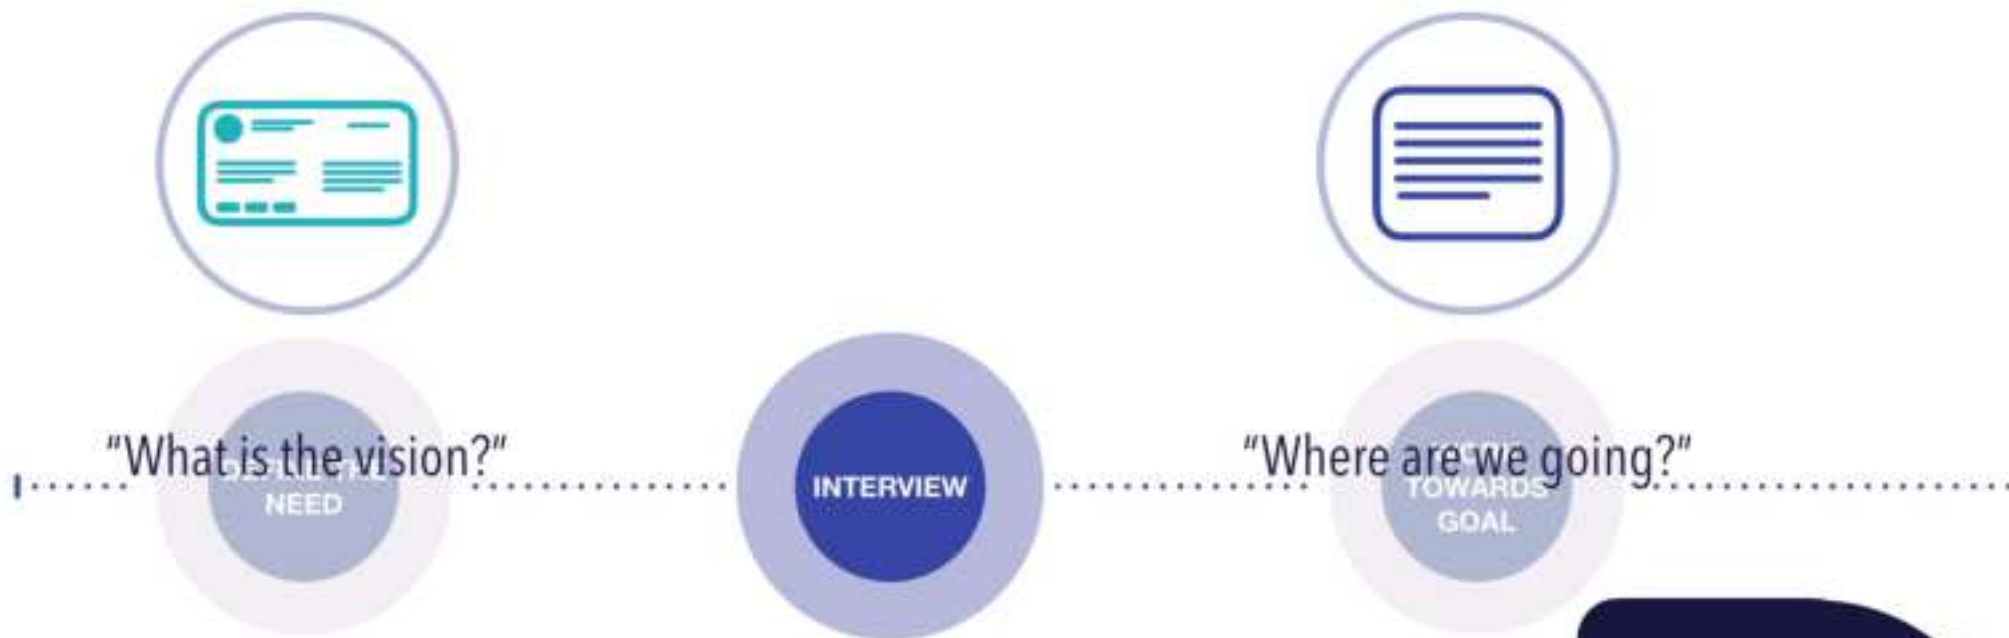 "What is the vision?"
NEED
INTERVIEW
"Where are we going?"
TOWARDS
GOAL